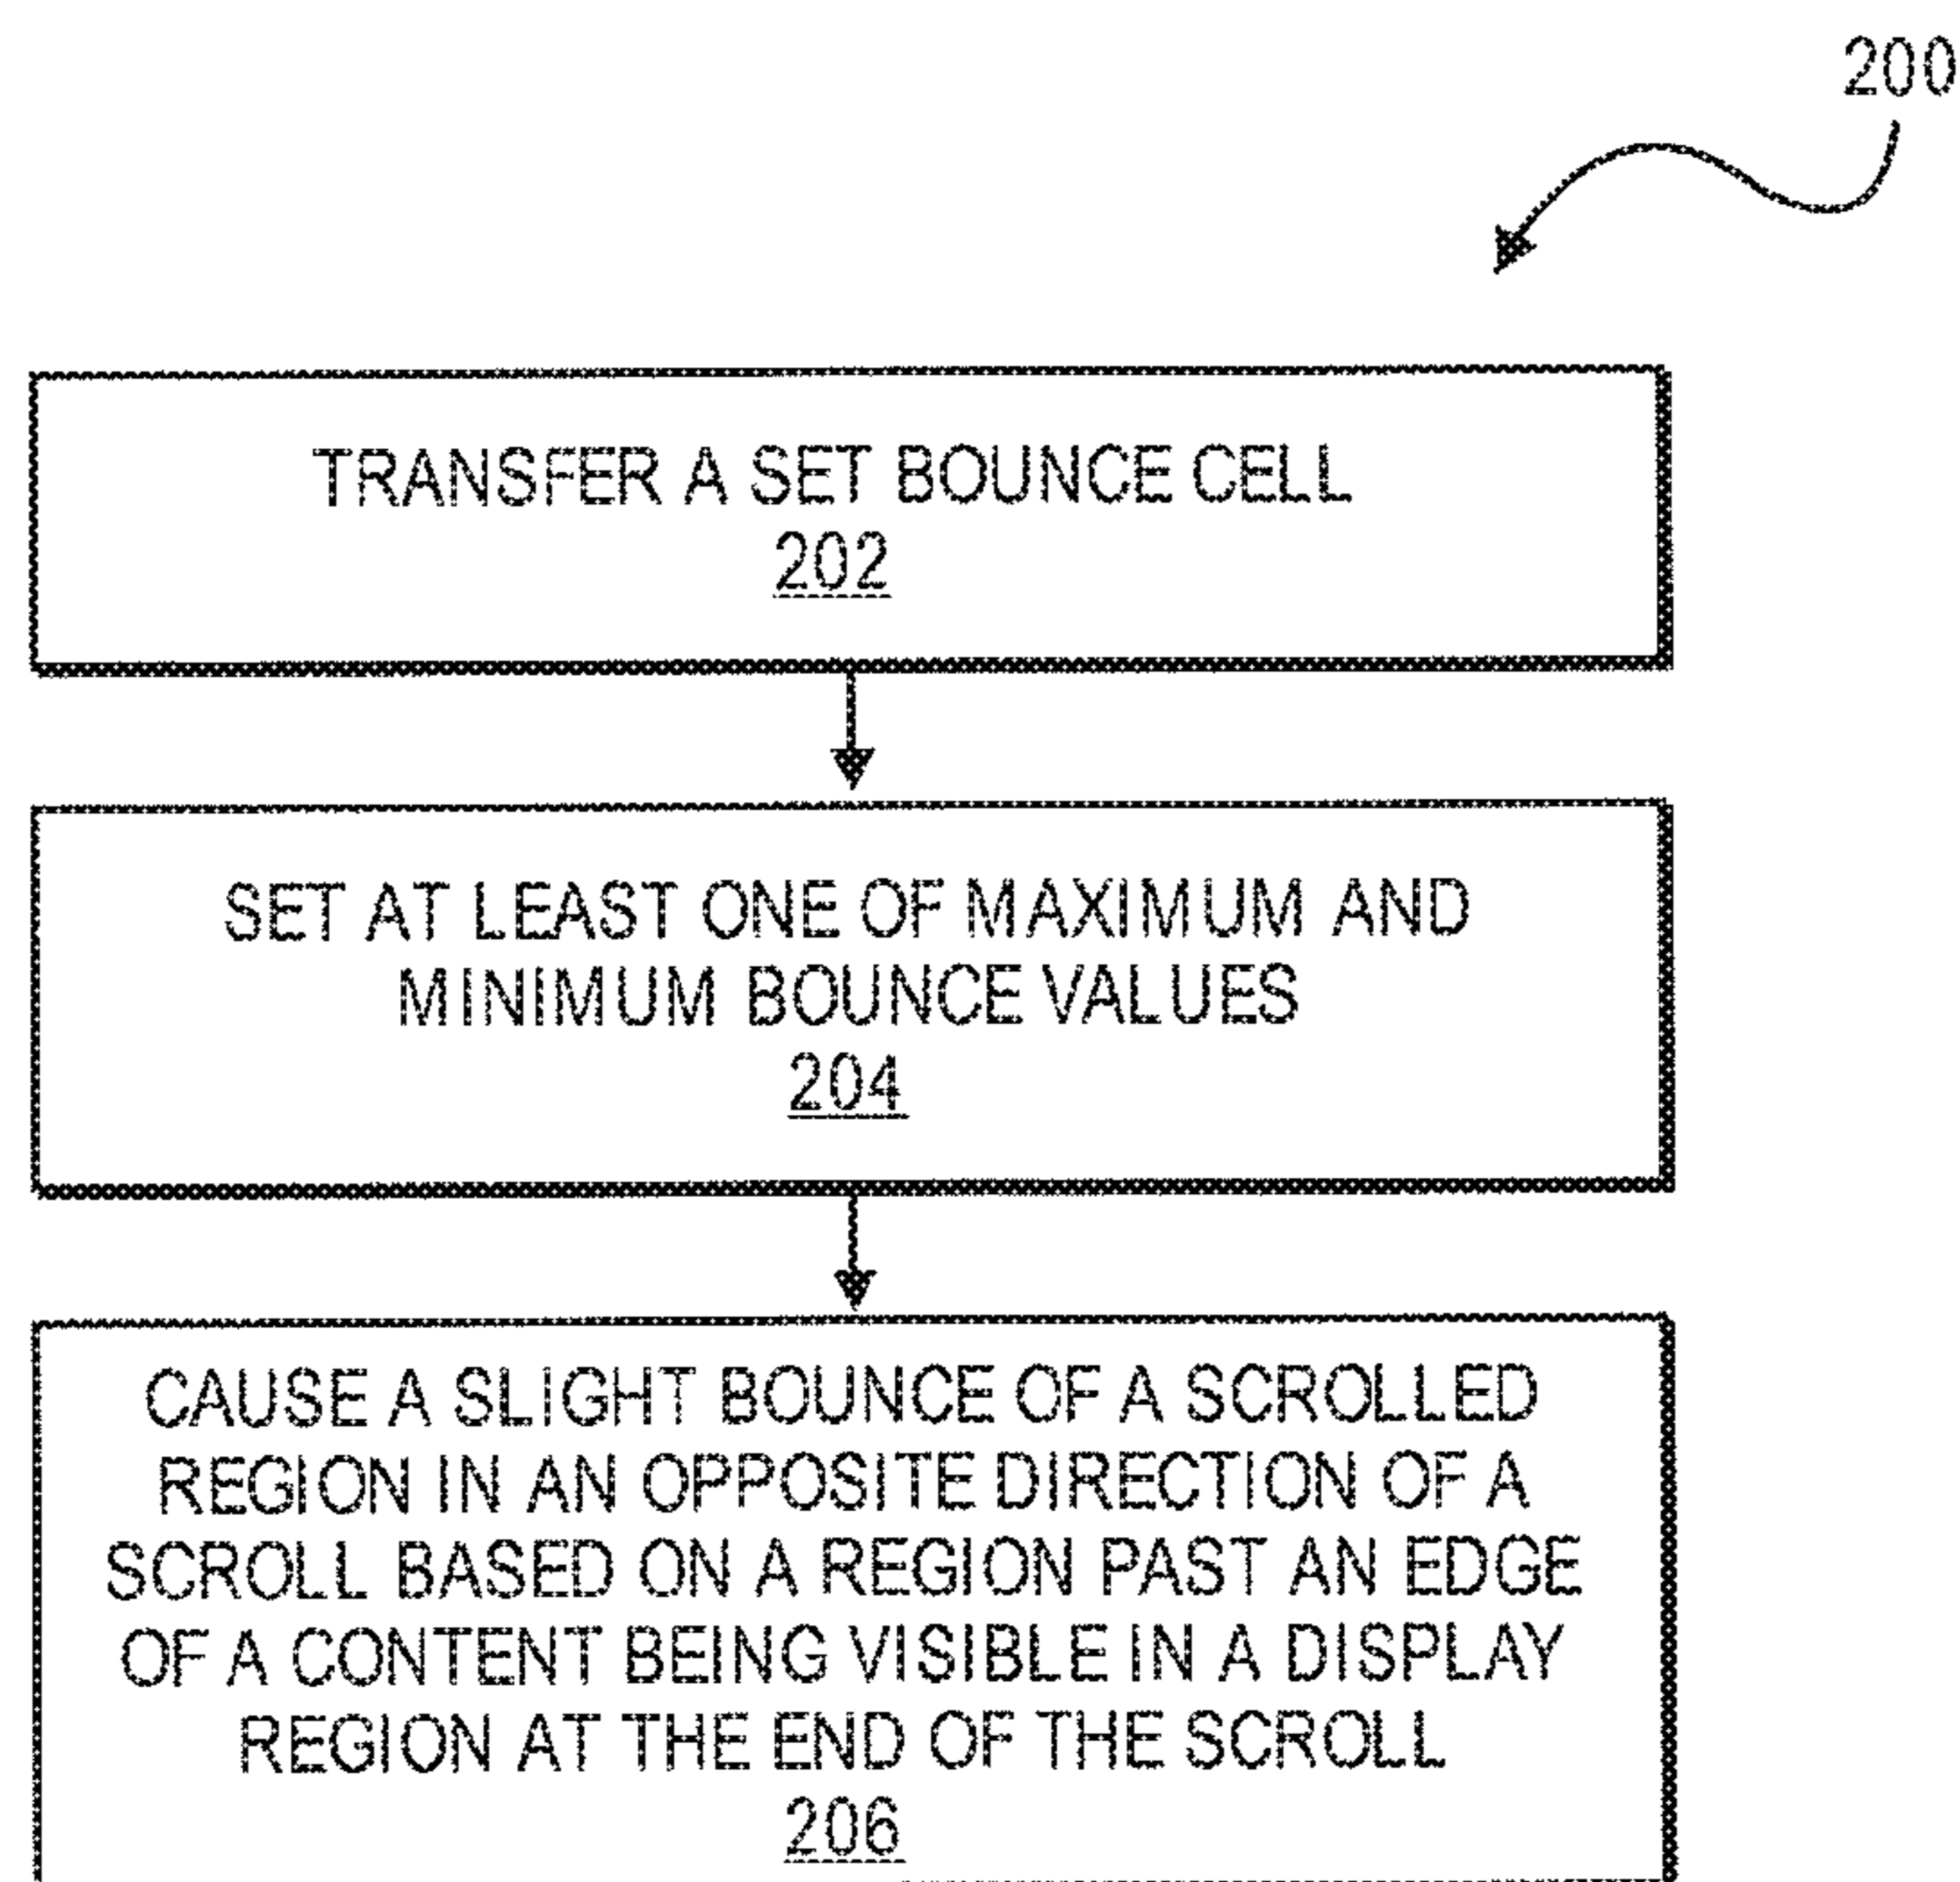 200
TRANSFER A SET BOUNCE CELL
202
SET AT LEAST ONE OF MAXIMUM AND
MINIMUM BOUNCE VALUES
204
CAUSE A SLIGHT BOUNCE OF A SCROLLED
REGION IN AN OPPOSITE DIRECTION OF A
SCROLL BASED ON A REGION PAST AN EDGE
OF A CONTENT BEING VISIBLE IN A DISPLAY
REGION AT THE END OF THE SCROLL
206